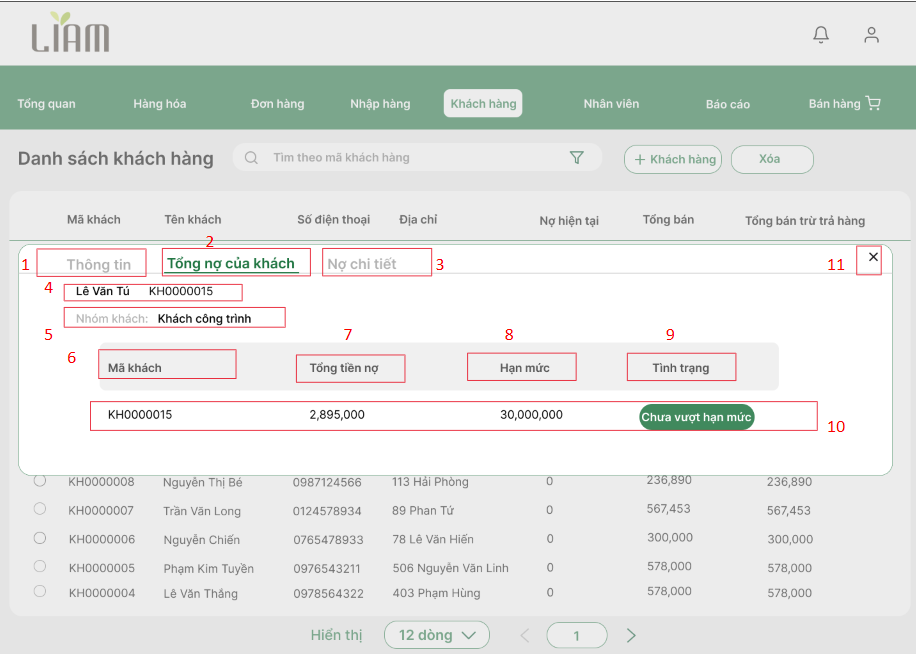 LIAM
Tổng quan Hàng hóa Đơn hàng Nhập hàng Khách hàng Nhân viên Báo cáo Bán hàng
Danh sách khách hàng Tìm theo mã khách hàng + Khách hàng Xóa
Mã khách Tên khách Số điện thoại Địa chỉ Nợ hiện tại Tổng bán Tổng bán trừ trả hàng
2
1 Thông tin Tổng nợ của khách Nợ chi tiết 3 11 ×
4 Lê Văn Tú KH0000015
Nhóm khách: Khách công trình
5 7 8 9
6 Mã khách Tổng tiền nợ Hạn mức Tình trạng
KH0000015 2,895,000 30,000,000 Chưa vượt hạn mức 10
KH0000008 Nguyễn Thị Bé 0987124566 113 Hải Phòng 0 236,890 236,890
KH0000007 Trần Văn Long 0124578934 89 Phan Tứ 0 567,453 567,453
KH0000006 Nguyễn Chiến 0765478933 78 Lê Văn Hiến 0 300,000 300,000
KH0000005 Phạm Kim Tuyền 0976543211 506 Nguyễn Văn Linh 0 578,000 578,000
KH0000004 Lê Văn Thắng 0978564322 403 Phạm Hùng 0 578,000 578,000
Hiển thị 12 dòng 1